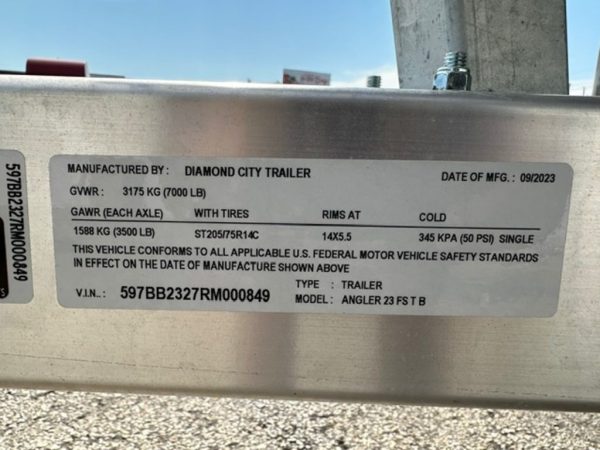 MANUFACTURED BY : DIAMOND CITY TRAILER DATE OF MFG. : 09/2023
GVWR : 3175 KG (7000 LB)
GAWR (EACH AXLE) WITH TIRES RIMS AT COLD
1588 KG (3500 LB) ST205/75R14C 14X5.5 345 KPA (50 PSI) SINGLE
THIS VEHICLE CONFORMS TO ALL APPLICABLE U.S. FEDERAL MOTOR VEHICLE SAFETY STANDARDS
IN EFFECT ON THE DATE OF MANUFACTURE SHOWN ABOVE
V.I.N.: 597BB2327RM000849 TYPE : TRAILER
MODEL : ANGLER 23 FS T B
597BB2327RM000849